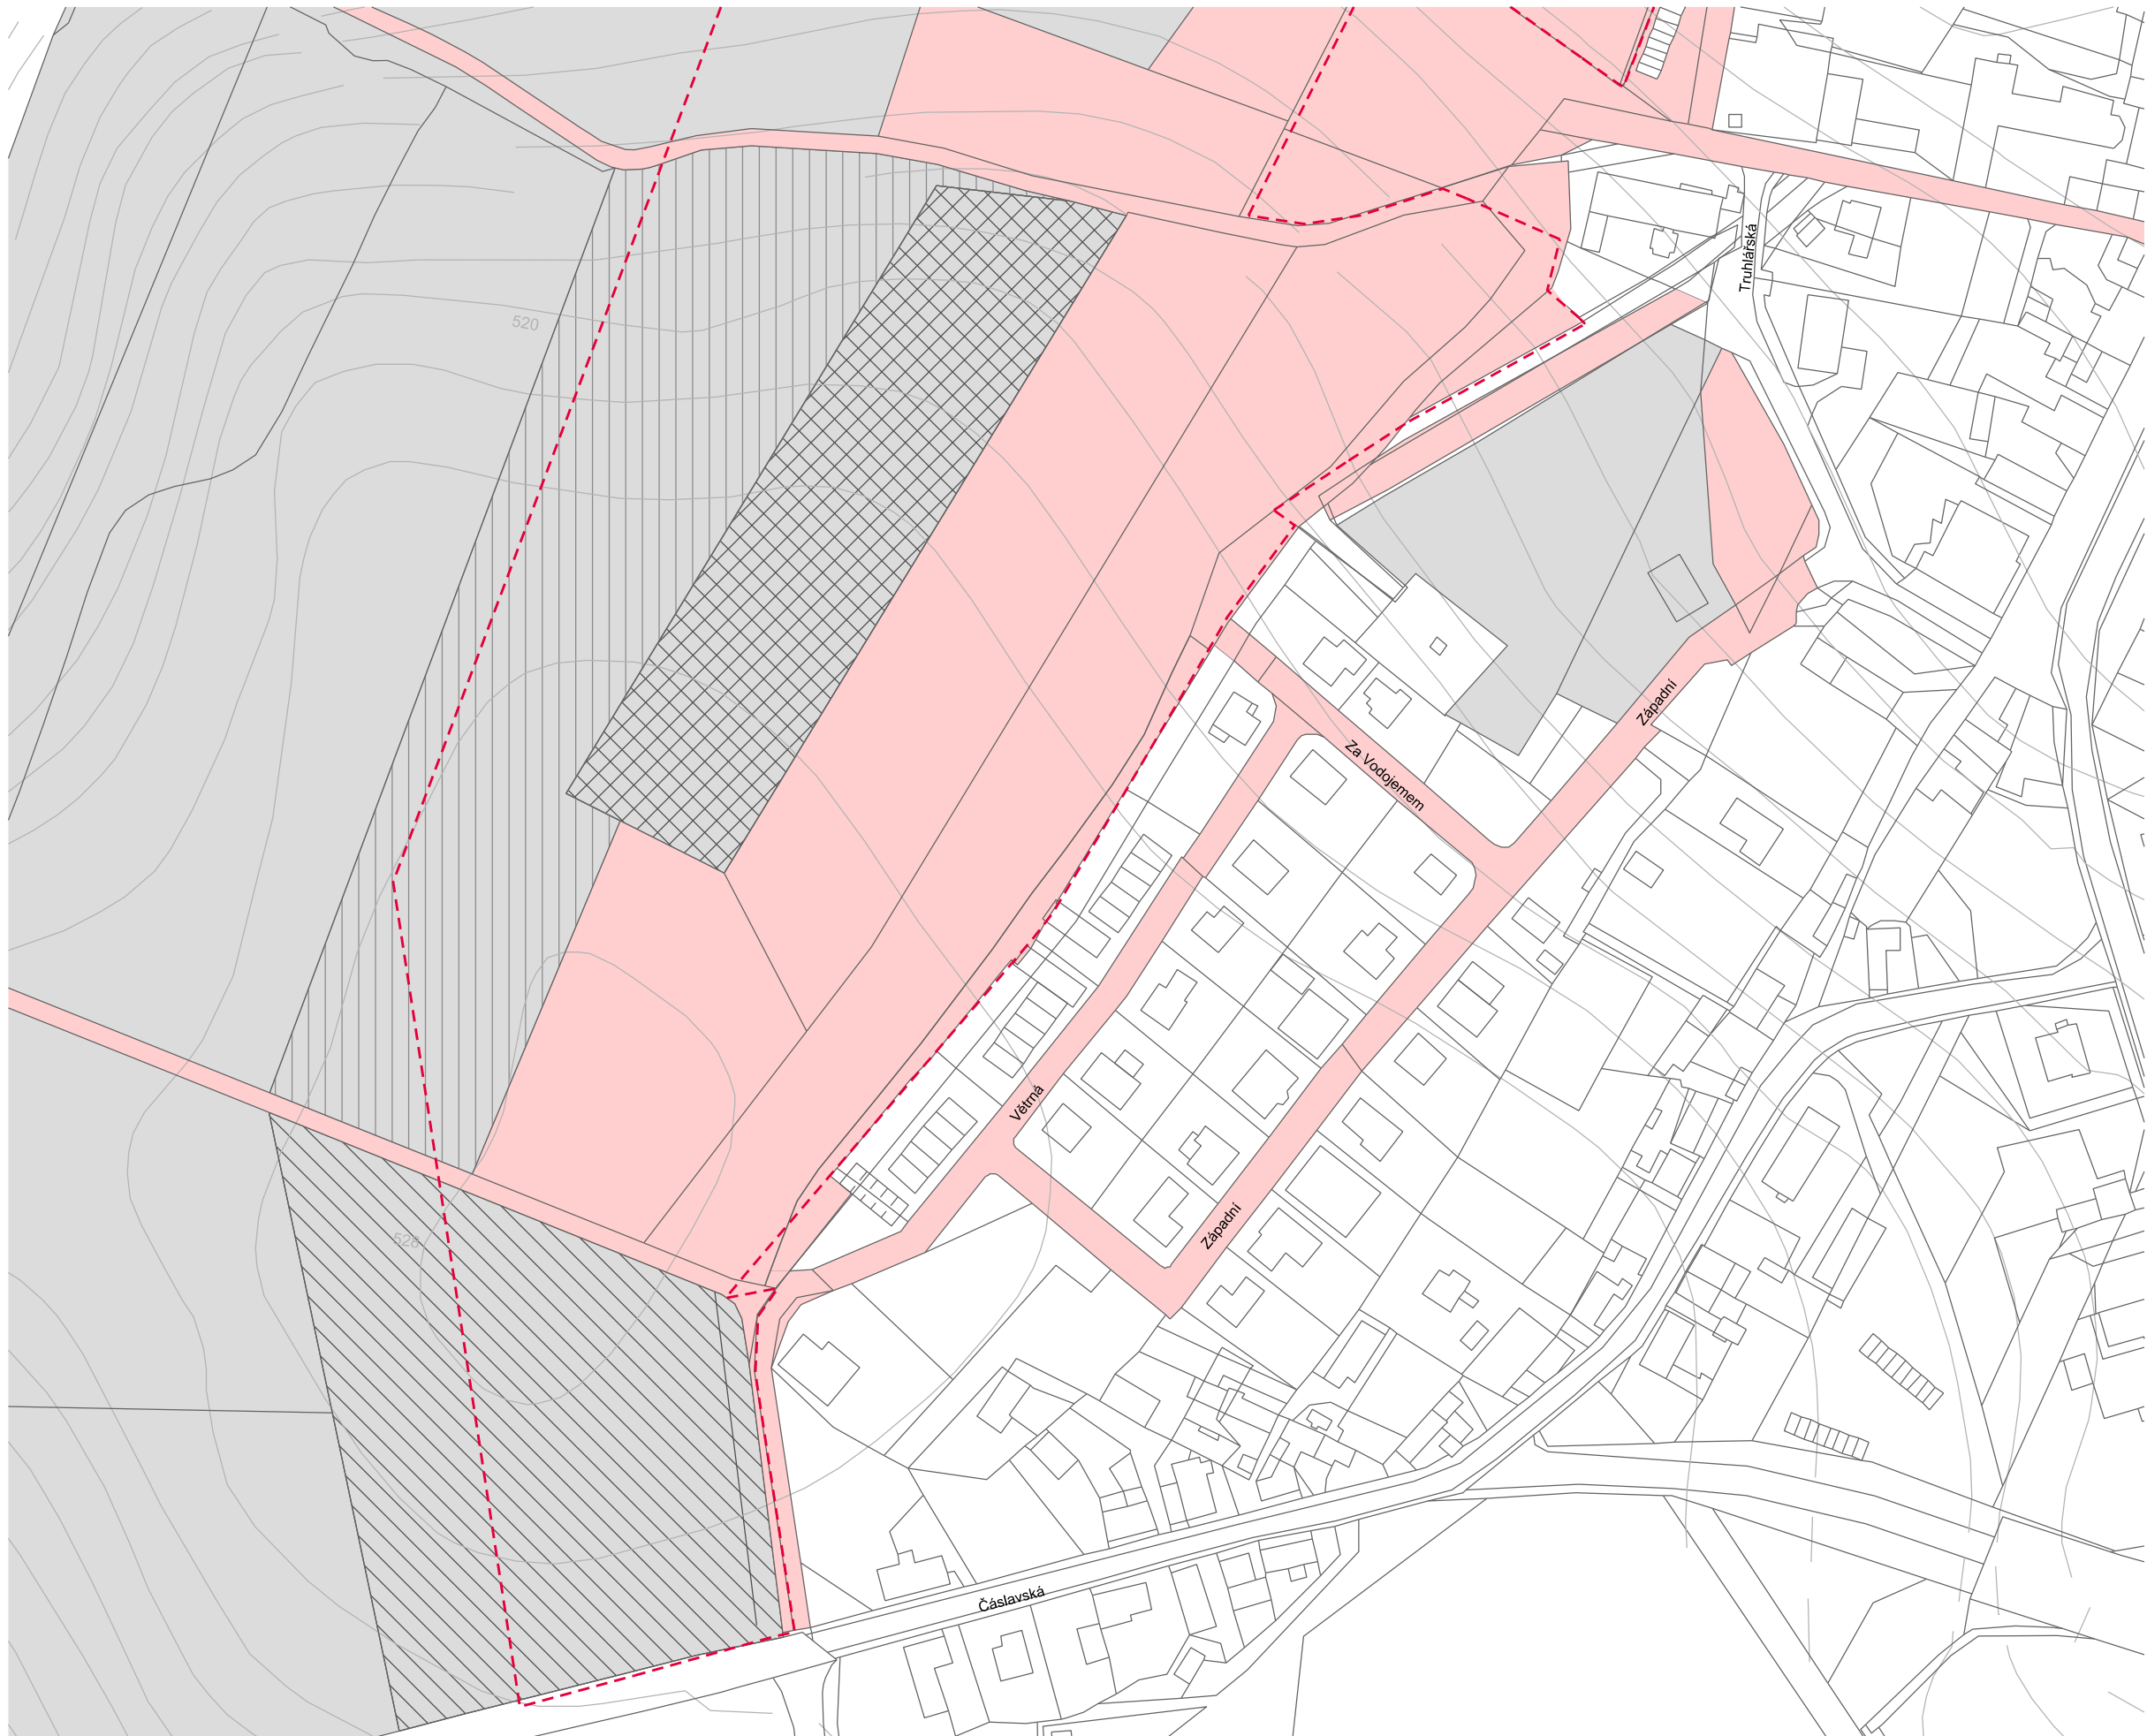 Truhlářská
520
Západní
Za Vodojemem
Větrná
Západní
528
Čáslavská